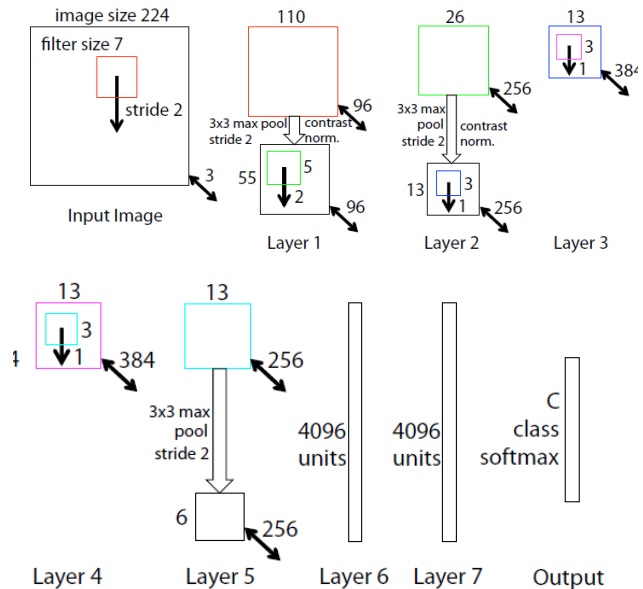 image size 224
filter size 7
stride 2
3
Input Image
110
96
3x3 max pool
stride 2
contrast
norm.
55
5
2
96
Layer 1
26
256
3x3 max
pool
stride 2
contrast
norm.
13
3
1
256
Layer 2
13
3
1
384
Layer 3
13
4
3
1
384
Layer 4
13
256
3x3 max
pool
stride 2
6
256
Layer 5
4096
units
Layer 6
4096
units
Layer 7
C
class
softmax
Output